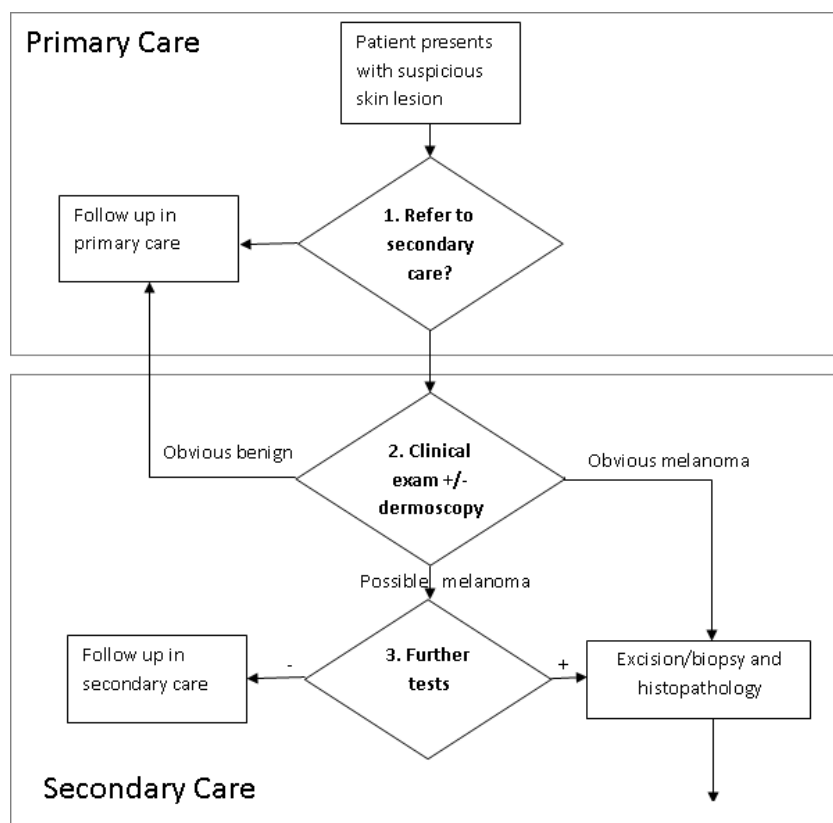 Primary Care
Patient presents
with suspicious
skin lesion
1. Refer to
secondary
care?
Follow up in
primary care
2. Clinical
exam +/-
dermoscopy
Obvious benign
Obvious melanoma
Possible melanoma
3. Further
tests
-
+
Follow up in
secondary care
Excision/biopsy and
histopathology
Secondary Care